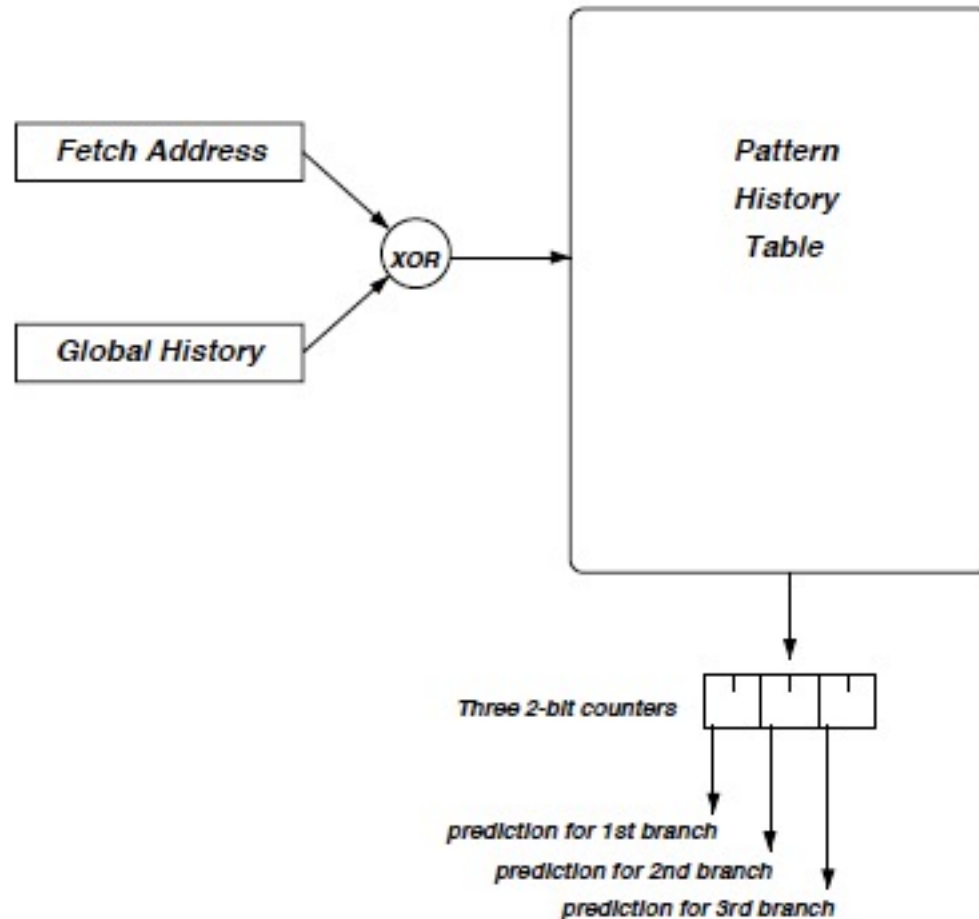 Fetch Address
Global History
XOR
Pattern
History
Table
Three 2-bit counters
prediction for 1st branch
prediction for 2nd branch
prediction for 3rd branch